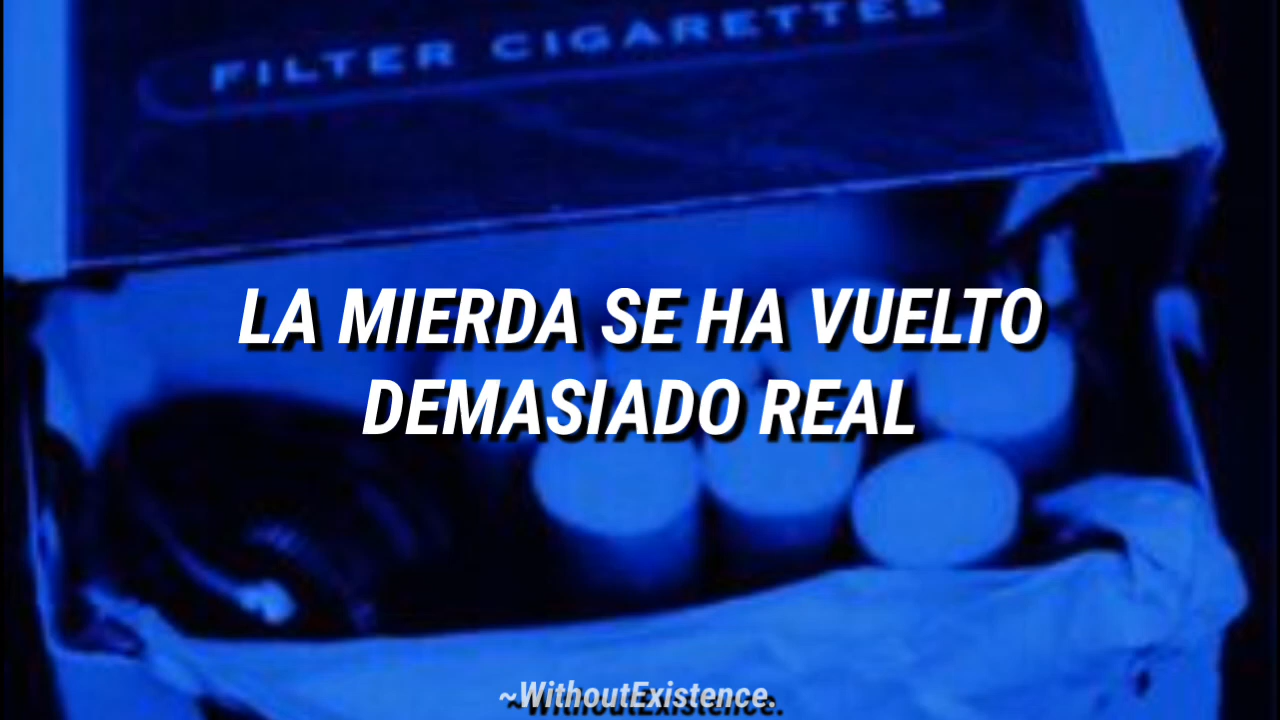 FILTER CIGARETTES
LA MIERDA SE HA VUELTO
DEMASIADO REAL
~WithoutExistence.